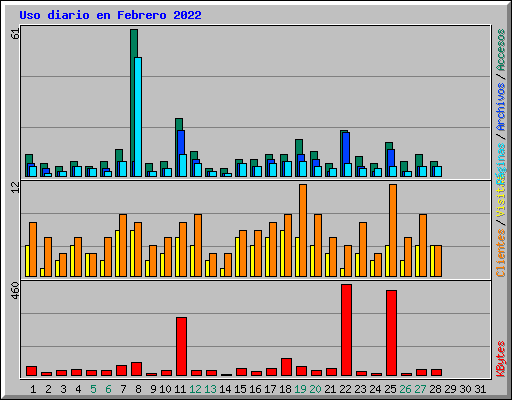 Uso diario en Febrero 2022
61
12
460
Accesos / Archivos / Páginas
Clientes / Visitas
KBytes
1 2 3 4 5 6 7 8 9 10 11 12 13 14 15 16 17 18 19 20 21 22 23 24 25 26 27 28 29 30 31